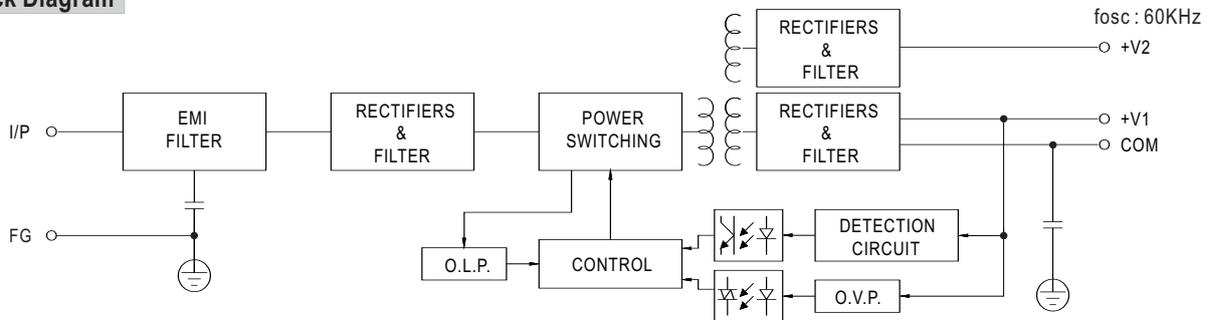 ck Diagram
fosc : 60KHz
RECTIFIERS
&
FILTER
+V2
I/P
EMI
FILTER
RECTIFIERS
&
FILTER
POWER
SWITCHING
RECTIFIERS
&
FILTER
+V1
COM
FG
O.L.P.
CONTROL
DETECTION
CIRCUIT
O.V.P.